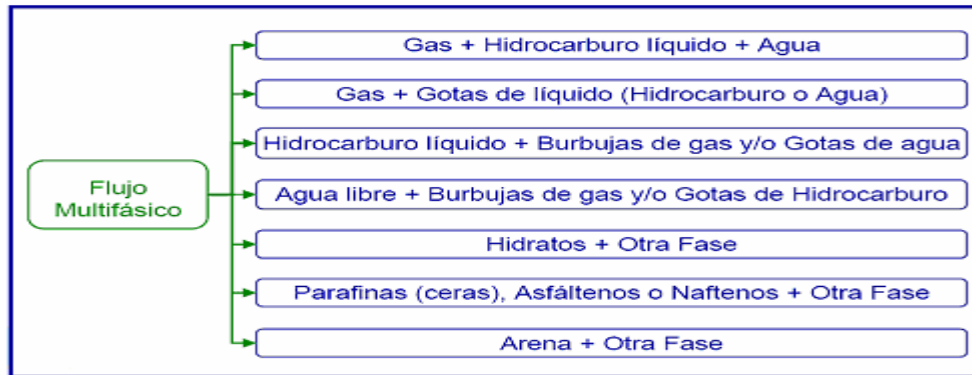 Gas + Hidrocarburo líquido + Agua
Gas + Gotas de líquido (Hidrocarburo o Agua)
Hidrocarburo líquido + Burbujas de gas y/o Gotas de agua
Flujo
Multifásico
Agua libre + Burbujas de gas y/o Gotas de Hidrocarburo
Hidratos + Otra Fase
Parafinas (ceras), Asfáltenos o Naftenos + Otra Fase
Arena + Otra Fase